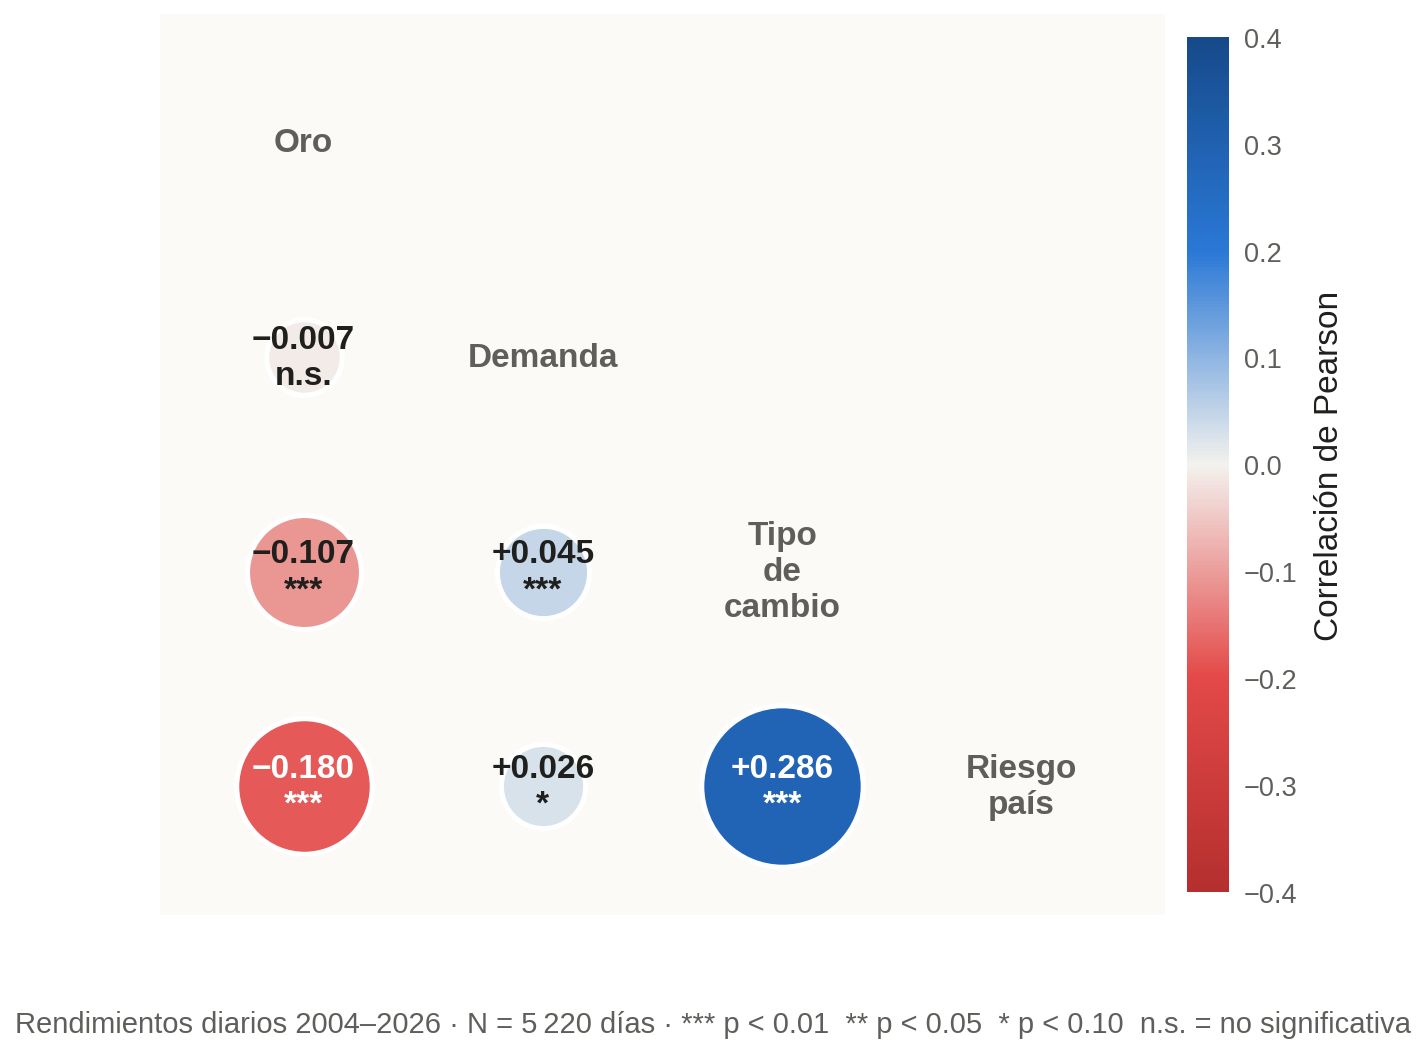 Oro
−0.007
n.s.
Demanda
−0.107
***
+0.045
***
Tipo
de
cambio
−0.180
***
+0.026
*
+0.286
***
Riesgo
país
0.4
0.3
0.2
0.1
0.0
−0.1
−0.2
−0.3
−0.4
Correlación de Pearson
Rendimientos diarios 2004–2026 · N = 5 220 días · *** p < 0.01  ** p < 0.05  * p < 0.10  n.s. = no significativa